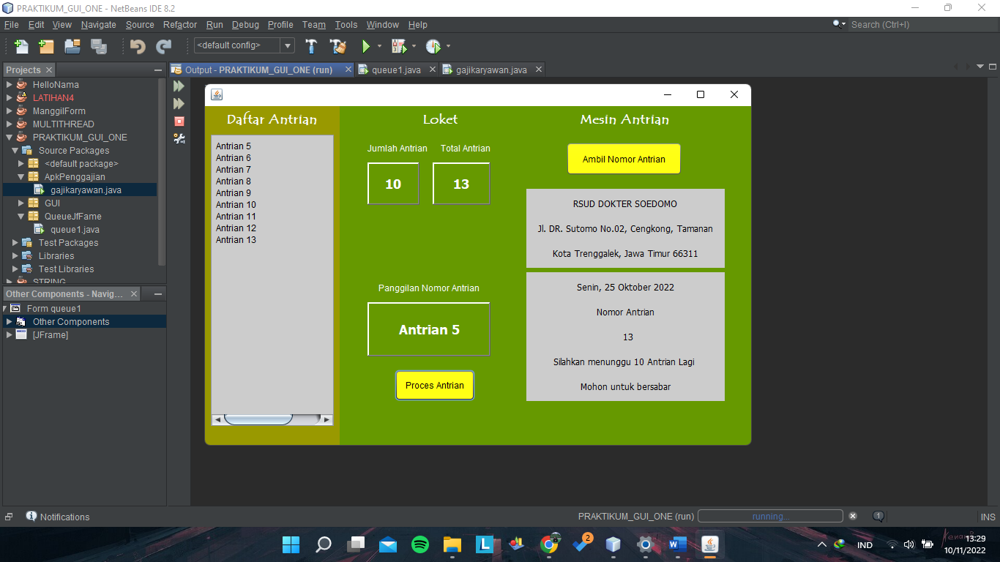 PRAKTIKUM_GUI_ONE - NetBeans IDE 8.2
File Edit View Navigate Source Refactor Run Debug Profile Team Tools Window Help
Search (Ctrl+I)
<default config>
Projects
Output - PRAKTIKUM_GUI_ONE (run)
queue1.java
gajikaryawan.java
HelloNama
LATIHAN4
ManggilForm
MULTITHREAD
PRAKTIKUM_GUI_ONE
Source Packages
<default package>
ApkPenggajian
gajikaryawan.java
GUI
QueueJfFame
queue1.java
Test Packages
Libraries
Test Libraries
STRING
Other Components - Navig...
Form queue1
Other Components
[JFrame]
Daftar Antrian
Antrian 5
Antrian 6
Antrian 7
Antrian 8
Antrian 9
Antrian 10
Antrian 11
Antrian 12
Antrian 13
Loket
Jumlah Antrian Total Antrian
10 13
Panggilan Nomor Antrian
Antrian 5
Proces Antrian
Mesin Antrian
Ambil Nomor Antrian
RSUD DOKTER SOEDOMO
Jl. DR. Sutomo No.02, Cengkong, Tamanan
Kota Trenggalek, Jawa Timur 66311
Senin, 25 Oktober 2022
Nomor Antrian
13
Silahkan menunggu 10 Antrian Lagi
Mohon untuk bersabar
Notifications
PRAKTIKUM_GUI_ONE (run)
running...
1
INS
L
2
IND
13:29
10/11/2022